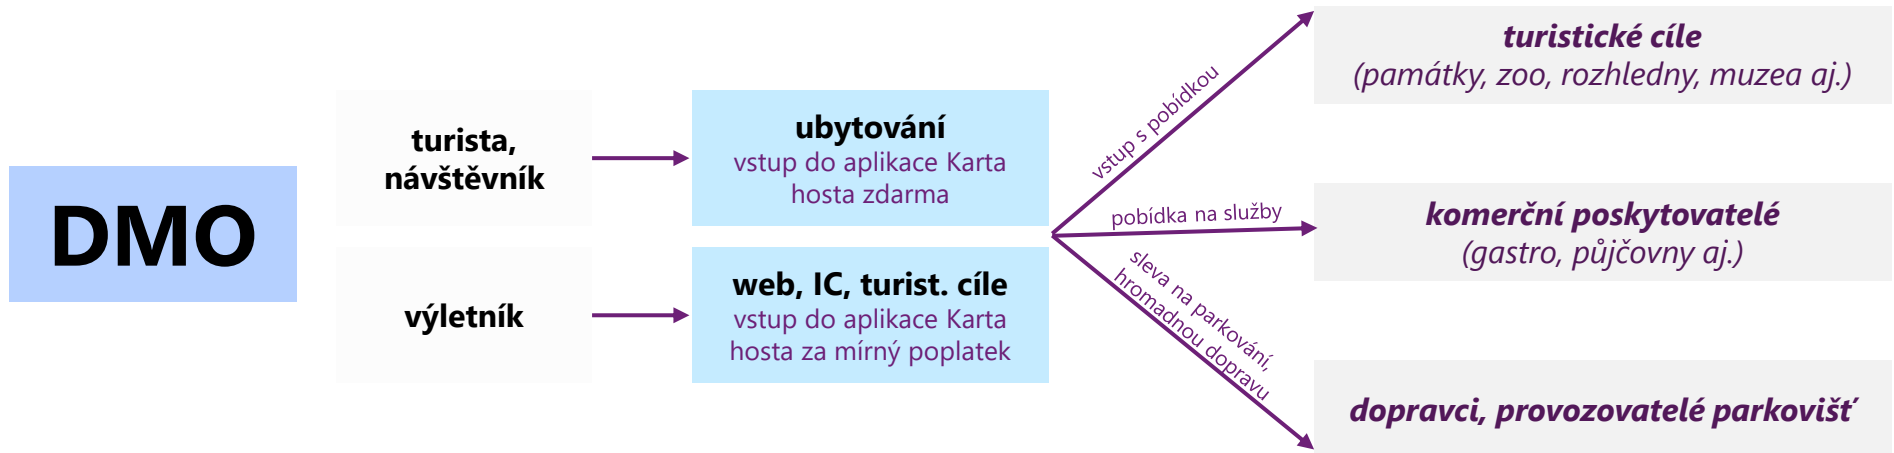 DMO
turista,
návštěvník
výletník
ubytování
vstup do aplikace Karta
hosta zdarma
web, IC, turist. cíle
vstup do aplikace Karta
hosta za mírný poplatek
vstup s pobídkou
pobídka na služby
sleva na parkování,
hromadnou dopravu
turistické cíle
(památky, zoo, rozhledny, muzea aj.)
komerční poskytovatelé
(gastro, půjčovny aj.)
dopravci, provozovatelé parkovišť